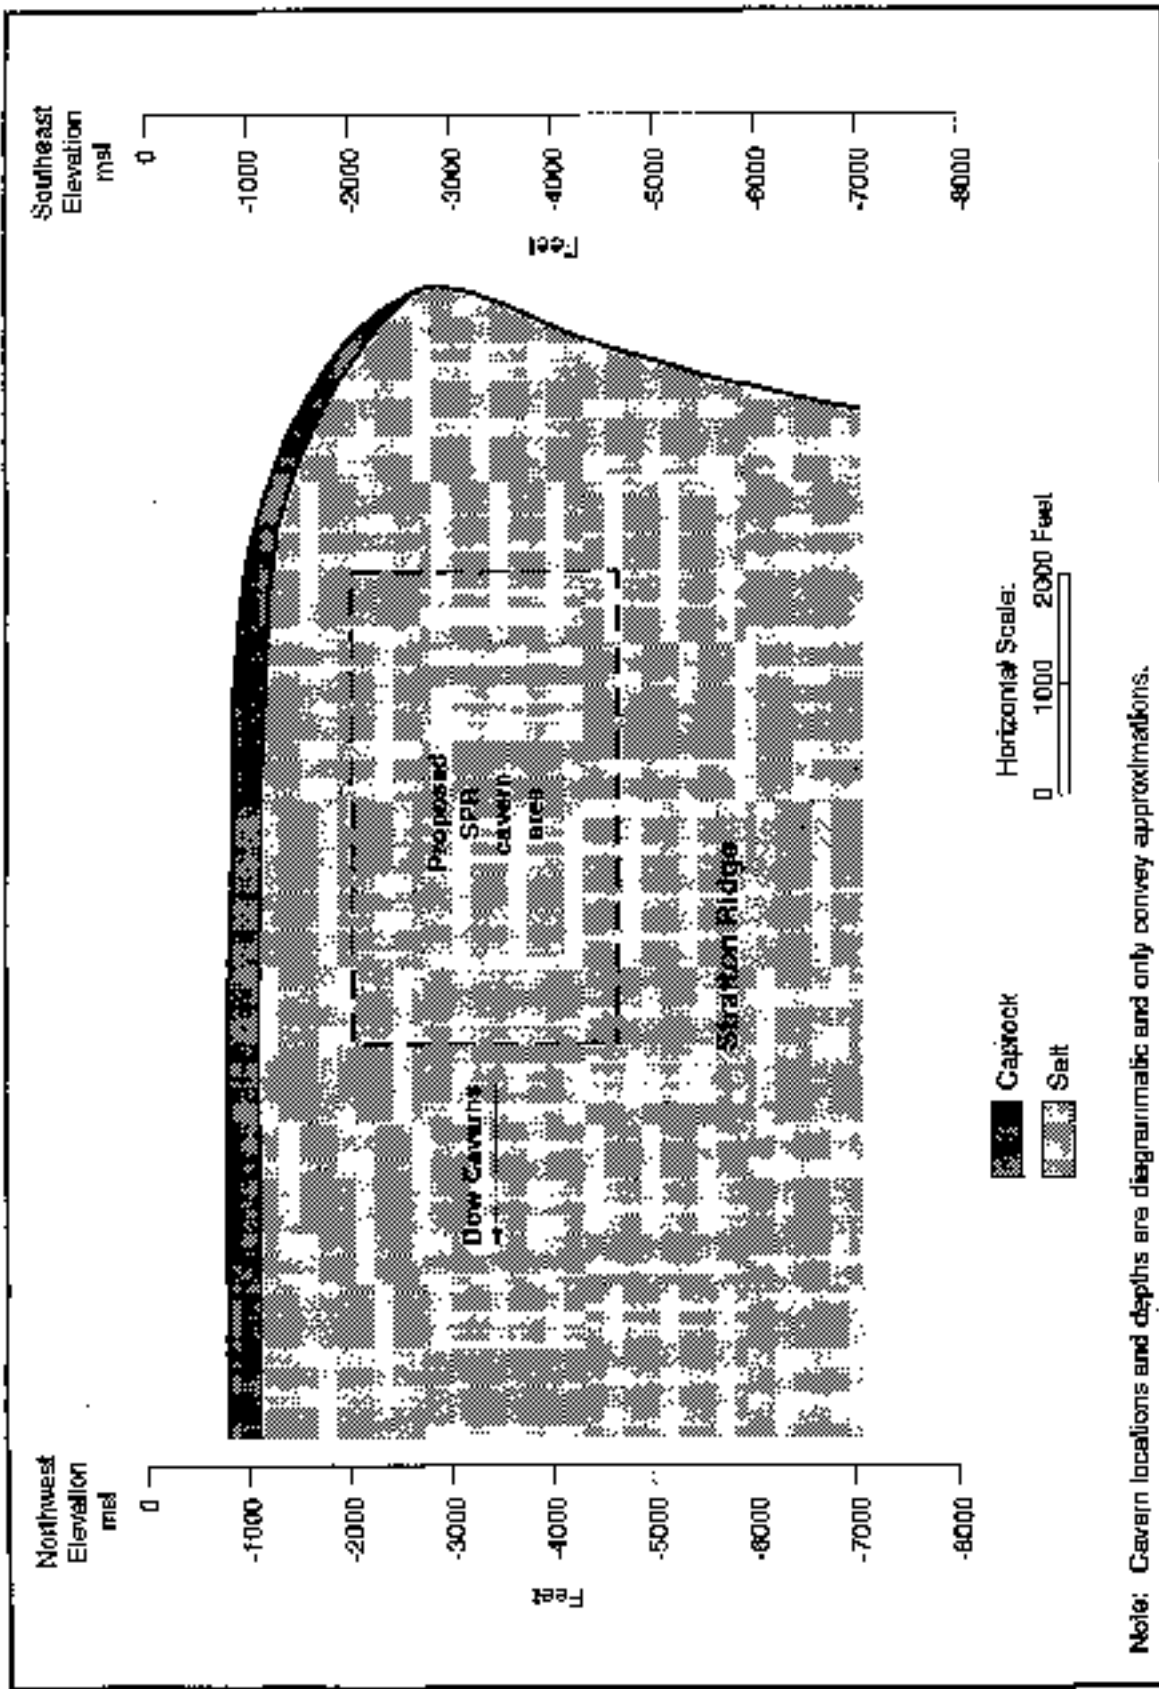 Northwest
Elevation
msl
0
-1000
-2000
-3000
-4000
-5000
-6000
-7000
-8000
Feet
Southeast
Elevation
msl
0
-1000
-2000
-3000
-4000
-5000
-6000
-7000
-8000
Feet
Dow Caverns
Proposed
SPR
cavern
area
Stratton Ridge
Caprock
Salt
Horizontal Scale:
0 1000 2000 Feet
Note: Cavern locations and depths are diagrammatic and only convey approximations.